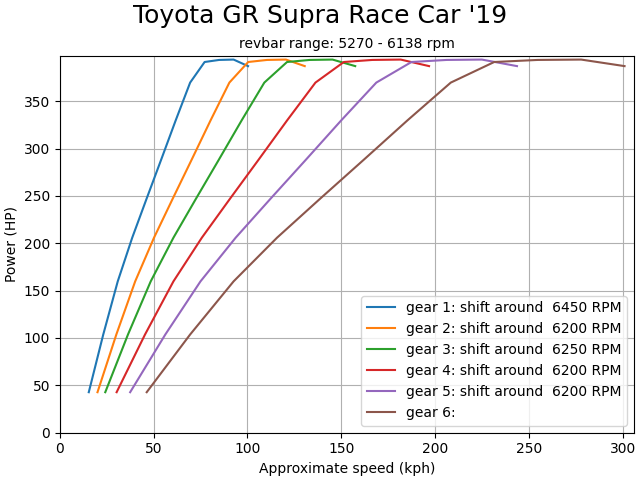 Toyota GR Supra Race Car '19
revbar range: 5270 - 6138 rpm
Power (HP)
350
300
250
200
150
100
50
0
gear 1: shift around  6450 RPM
gear 2: shift around  6200 RPM
gear 3: shift around  6250 RPM
gear 4: shift around  6200 RPM
gear 5: shift around  6200 RPM
gear 6:
0 50 100 150 200 250 300
Approximate speed (kph)